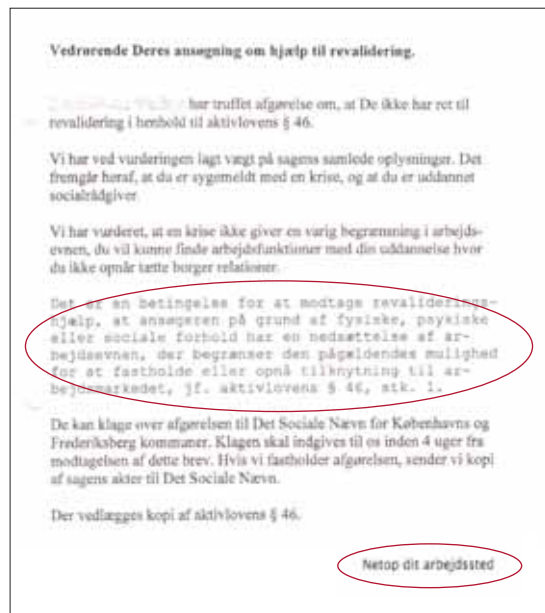 Vedrørende Deres ansøgning om hjælp til revalidering.
har truffet afgørelse om, at De ikke har ret til
revalidering i henhold til aktivlovens § 46.
Vi har ved vurderingen lagt vægt på sagens samlede oplysninger. Det
fremgår heraf, at du er sygemeldt med en krise, og at du er uddannet
socialrådgiver
Vi har vurderet, at en krise ikke giver en varig begrænsning i arbejds-
evnen, du vil kunne finde arbejdsfunktioner med din uddannelse hvor
du ikke opnår tætte borger relationer.
Det er en betingelse for at modtage revaliderings-
hjælp, at ansøgeren på grund af fysiske, psykiske
eller sociale forhold har en nedsættelse af ar-
bejdsevnen, der begrænser den pågældendes mulighed
for at fastholde eller opnå tilknytning til ar-
bejdsmarkedet, jf. aktivlovens § 46, stk. 1.
De kan klage over afgørelsen til Det Sociale Nævn for Københavns og
Frederiksberg kommuner. Klagen skal indgives til os inden 4 uger fra
modtagelsen af dette brev. Hvis vi fastholder afgørelsen, sender vi kopi
af sagens akter til Det Sociale Nævn.
Der vedlægges kopi af aktivlovens § 46.
Netop dit arbejdssted